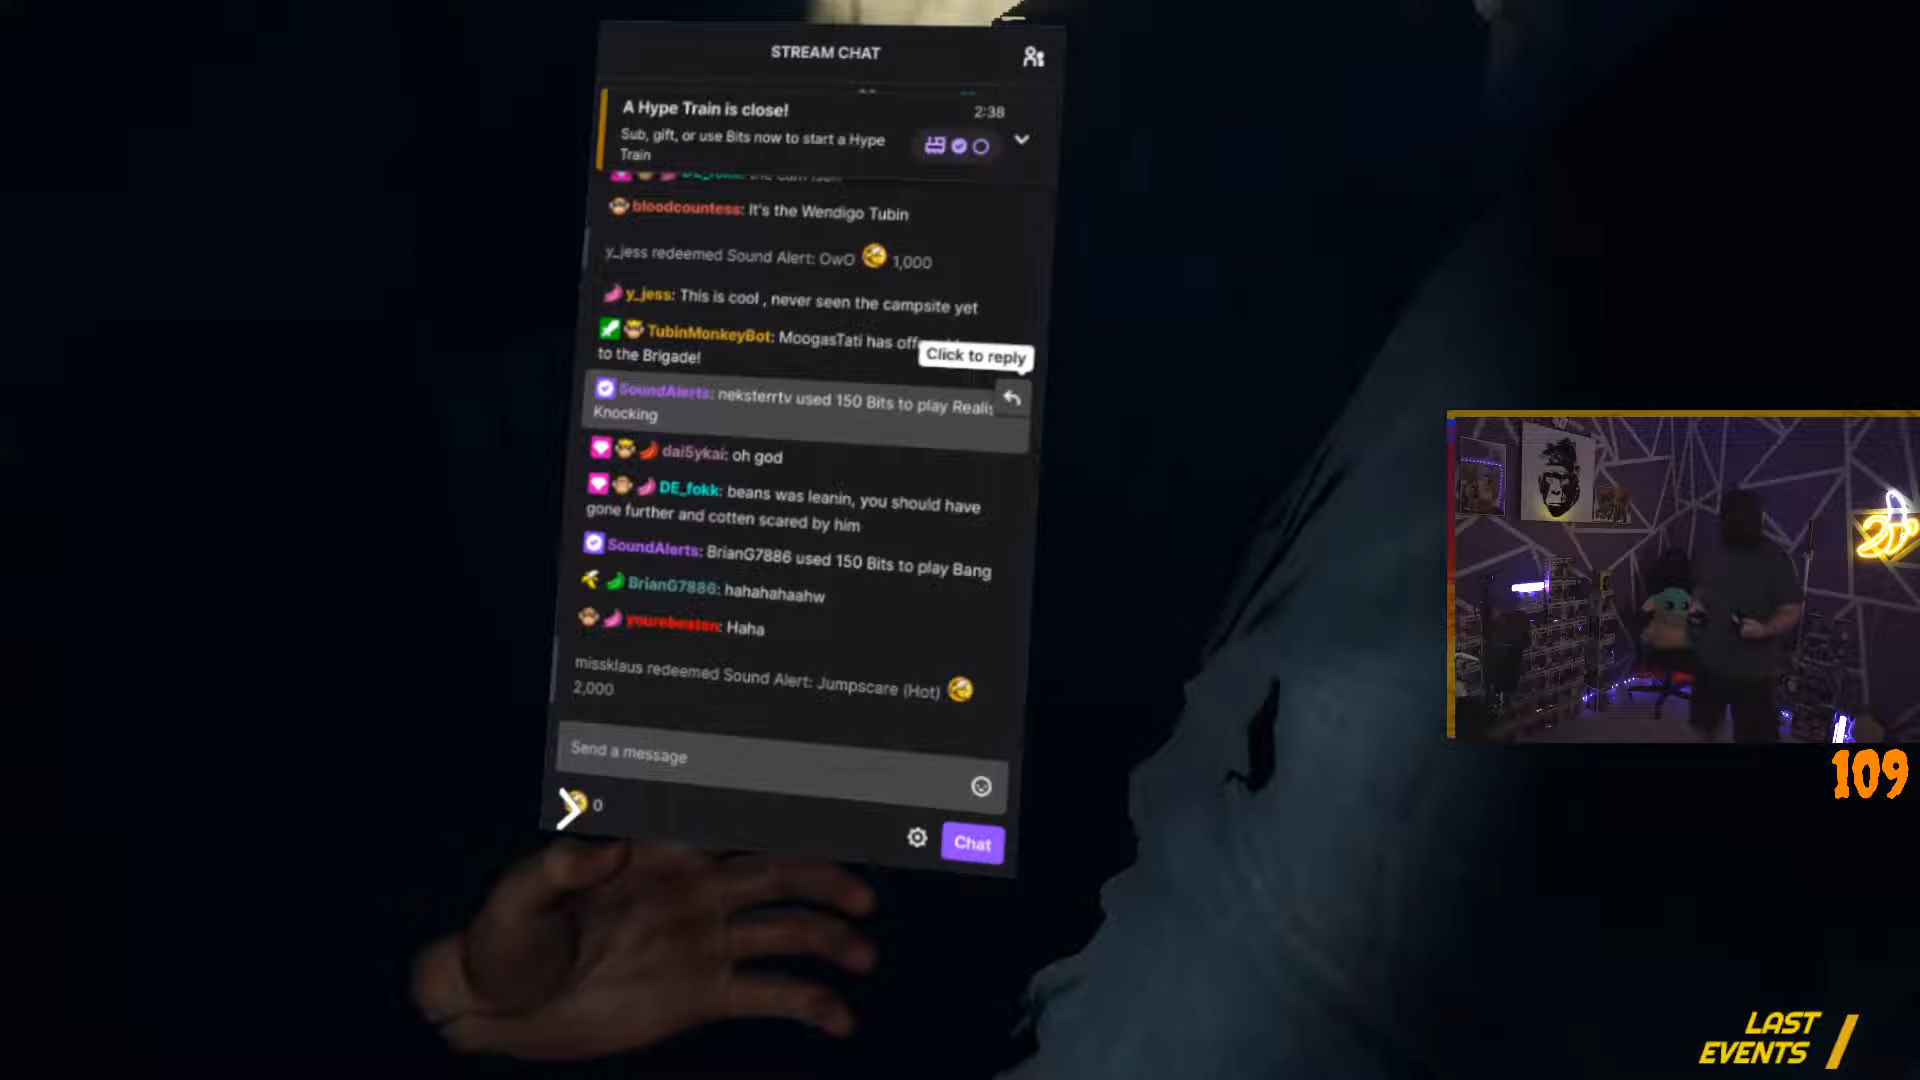 STREAM CHAT
A Hype Train is close!
2:38
Sub, gift, or use Bits now to start a Hype
Train
bloodcountess: It's the Wendigo Tubin
y_jess redeemed Sound Alert: OwO 1,000
y_jess: This is cool , never seen the campsite yet
TubinMonkeyBot: MoogasTati has
to the Brigade!
Click to reply
SoundAlerts: neksterrtv used 150 Bits to play Realis
Knocking
dai5ykai: oh god
DE_fokk: beans was leanin, you should have
gone further and cotten scared by him
SoundAlerts: BrianG7886 used 150 Bits to play Bang
BrianG7886: hahahahaahw
yourebeaten: Haha
missklaus redeemed Sound Alert: Jumpscare (Hot)
2,000
Send a message
0
Chat
109
LAST
EVENTS